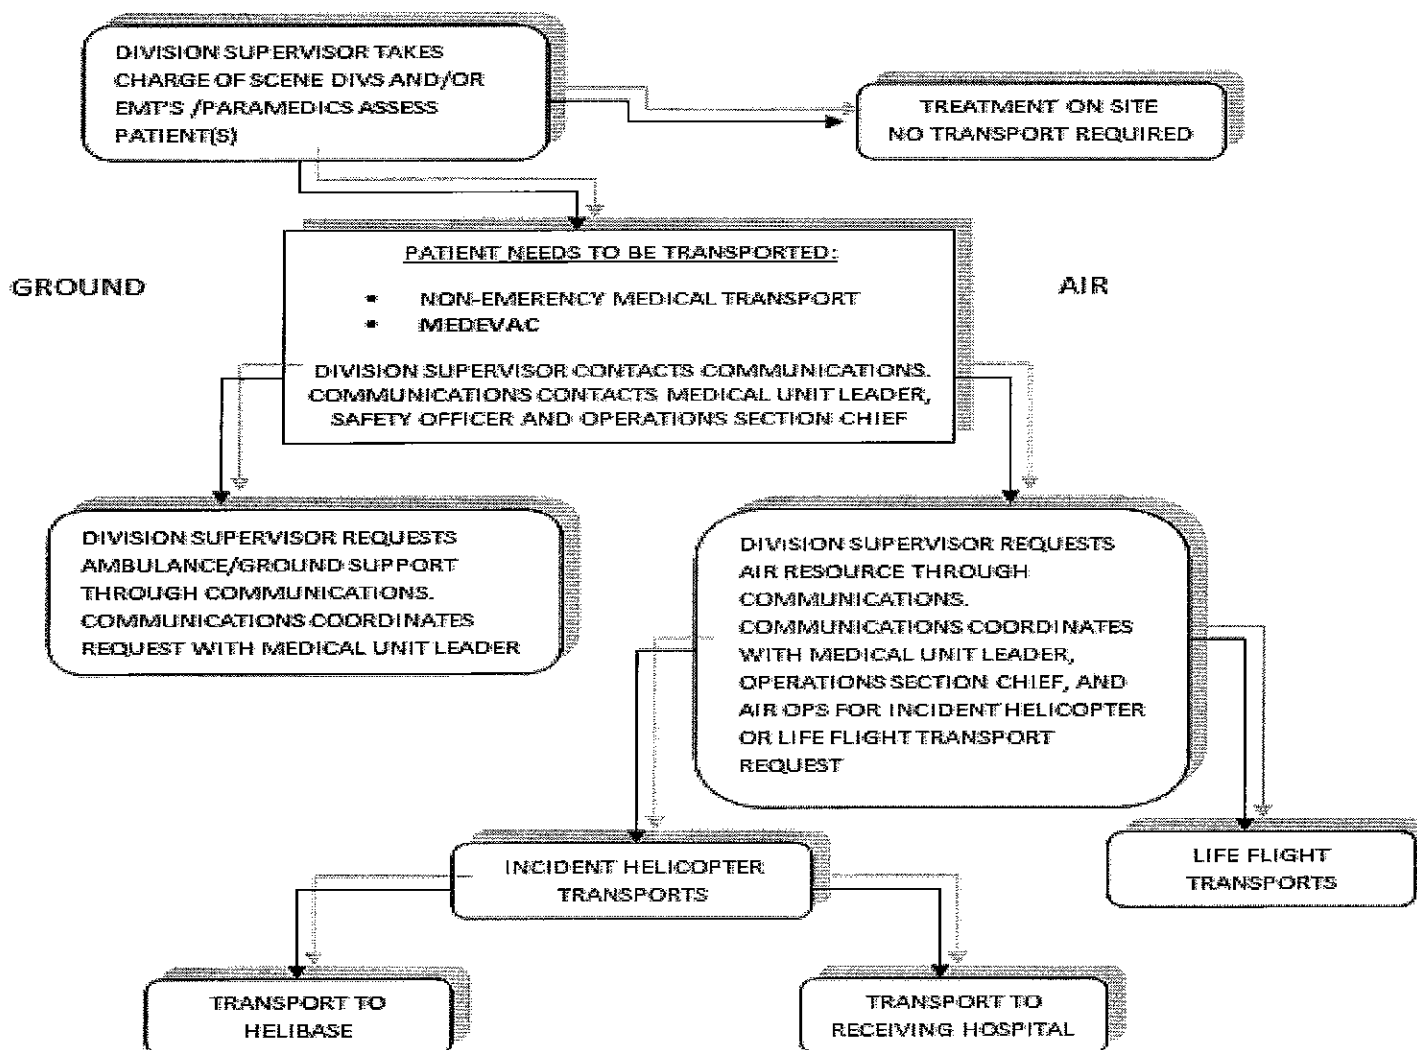 DIVISION SUPERVISOR TAKES
CHARGE OF SCENE DIVS AND/OR
EMT'S /PARAMEDICS ASSESS
PATIENT(S)
TREATMENT ON SITE
NO TRANSPORT REQUIRED
PATIENT NEEDS TO BE TRANSPORTED:
▪ NON-EMERENCY MEDICAL TRANSPORT
▪ MEDEVAC
DIVISION SUPERVISOR CONTACTS COMMUNICATIONS.
COMMUNICATIONS CONTACTS MEDICAL UNIT LEADER,
SAFETY OFFICER AND OPERATIONS SECTION CHIEF
GROUND
AIR
DIVISION SUPERVISOR REQUESTS
AMBULANCE/GROUND SUPPORT
THROUGH COMMUNICATIONS.
COMMUNICATIONS COORDINATES
REQUEST WITH MEDICAL UNIT LEADER
DIVISION SUPERVISOR REQUESTS
AIR RESOURCE THROUGH
COMMUNICATIONS.
COMMUNICATIONS COORDINATES
WITH MEDICAL UNIT LEADER,
OPERATIONS SECTION CHIEF, AND
AIR OPS FOR INCIDENT HELICOPTER
OR LIFE FLIGHT TRANSPORT
REQUEST
INCIDENT HELICOPTER
TRANSPORTS
LIFE FLIGHT
TRANSPORTS
TRANSPORT TO
HELIBASE
TRANSPORT TO
RECEIVING HOSPITAL